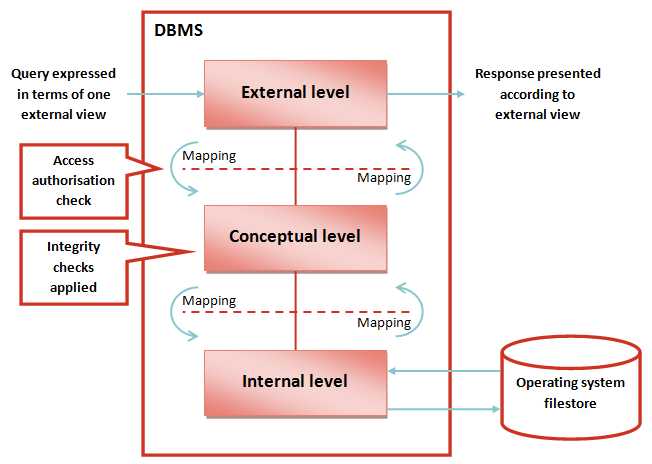 DBMS
Query expressed
in terms of one
external view
External level
Response presented
according to
external view
Access
authorisation
check
Mapping
Mapping
Integrity
checks
applied
Conceptual level
Mapping
Mapping
Internal level
Operating system
filestore